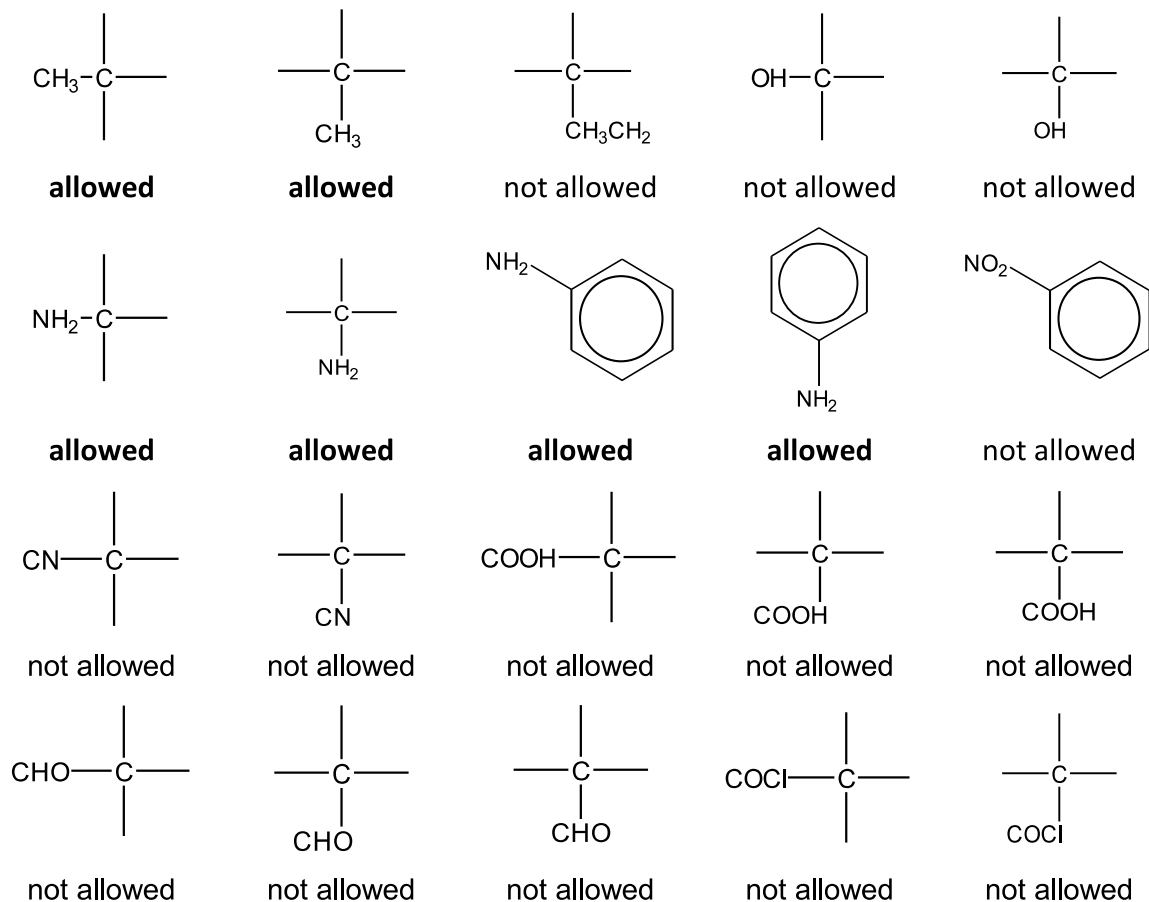 CH₃ C C C OH C C
CH₃ CH₃CH₂ OH
allowed allowed not allowed not allowed not allowed
NH₂ NO₂
NH₂ C C
NH₂ NH₂
allowed allowed allowed allowed not allowed
CN C C COOH C C C
CN COOH COOH
not allowed not allowed not allowed not allowed not allowed
CHO C C C COCl C C
CHO CHO COCl
not allowed not allowed not allowed not allowed not allowed